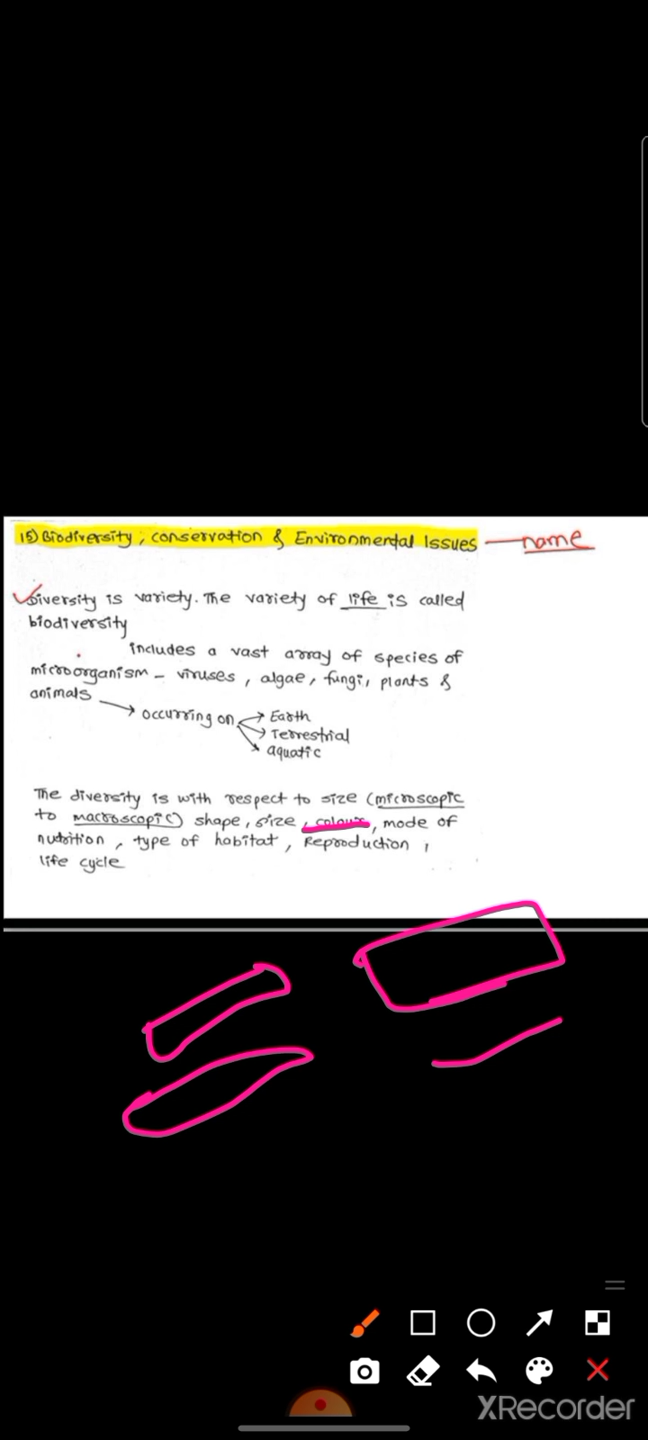 15) Biodiversity, conservation & Environmental Issues — name
Diversity is variety. The variety of life is called
biodiversity
includes a vast array of species of
microorganism - viruses, algae, fungi, plants &
animals → occurring on → Earth
→ Terrestrial
→ aquatic
The diversity is with respect to size (microscopic
to macroscopic) shape, size, colour, mode of
nutrition, type of habitat, Reproduction,
life cycle
XRecorder